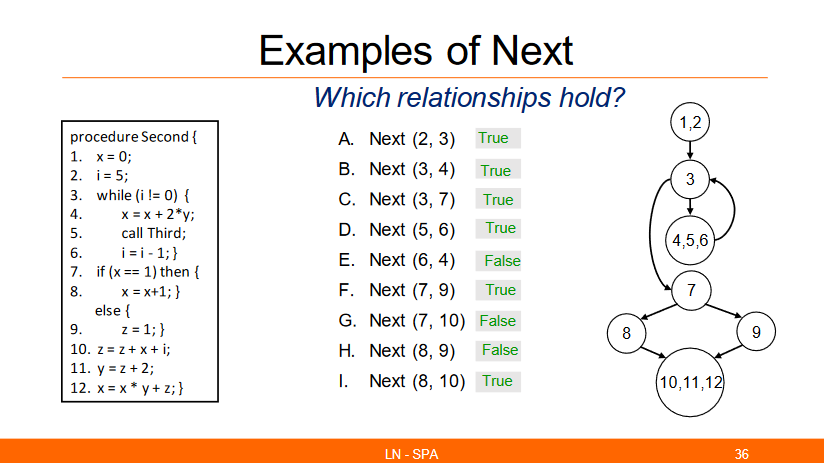 Examples of Next
Which relationships hold?
procedure Second {
1. x = 0;
2. i = 5;
3. while (i != 0) {
4. x = x + 2*y;
5. call Third;
6. i = i - 1; }
7. if (x == 1) then {
8. x = x+1; }
else {
9. z = 1; }
10. z = z + x + i;
11. y = z + 2;
12. x = x * y + z; }
A. Next (2, 3) True
B. Next (3, 4) True
C. Next (3, 7) True
D. Next (5, 6) True
E. Next (6, 4) False
F. Next (7, 9) True
G. Next (7, 10) False
H. Next (8, 9) False
I. Next (8, 10) True
1,2
3
4,5,6
7
8
9
10,11,12
LN - SPA
36